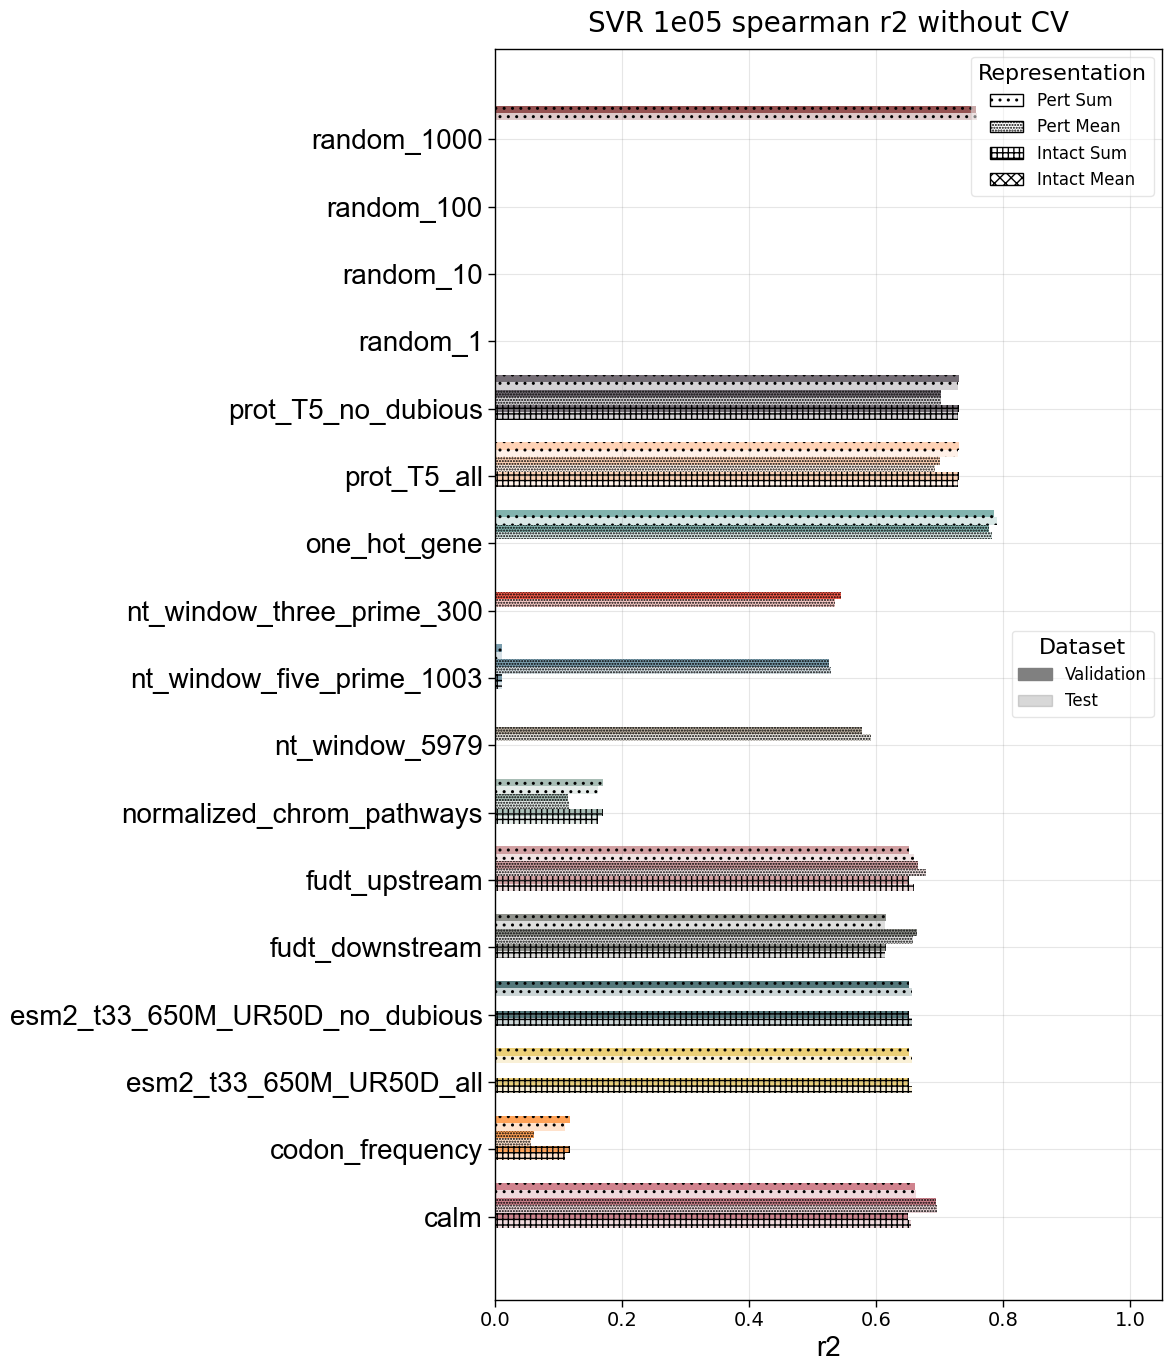 SVR 1e05 spearman r2 without CV
Representation
Pert Sum
Pert Mean
Intact Sum
Intact Mean
random_1000
random_100
random_10
random_1
prot_T5_no_dubious
prot_T5_all
one_hot_gene
nt_window_three_prime_300
Dataset
Validation
Test
nt_window_five_prime_1003
nt_window_5979
normalized_chrom_pathways
fudt_upstream
fudt_downstream
esm2_t33_650M_UR50D_no_dubious
esm2_t33_650M_UR50D_all
codon_frequency
calm
0.0 0.2 0.4 0.6 0.8 1.0
r2